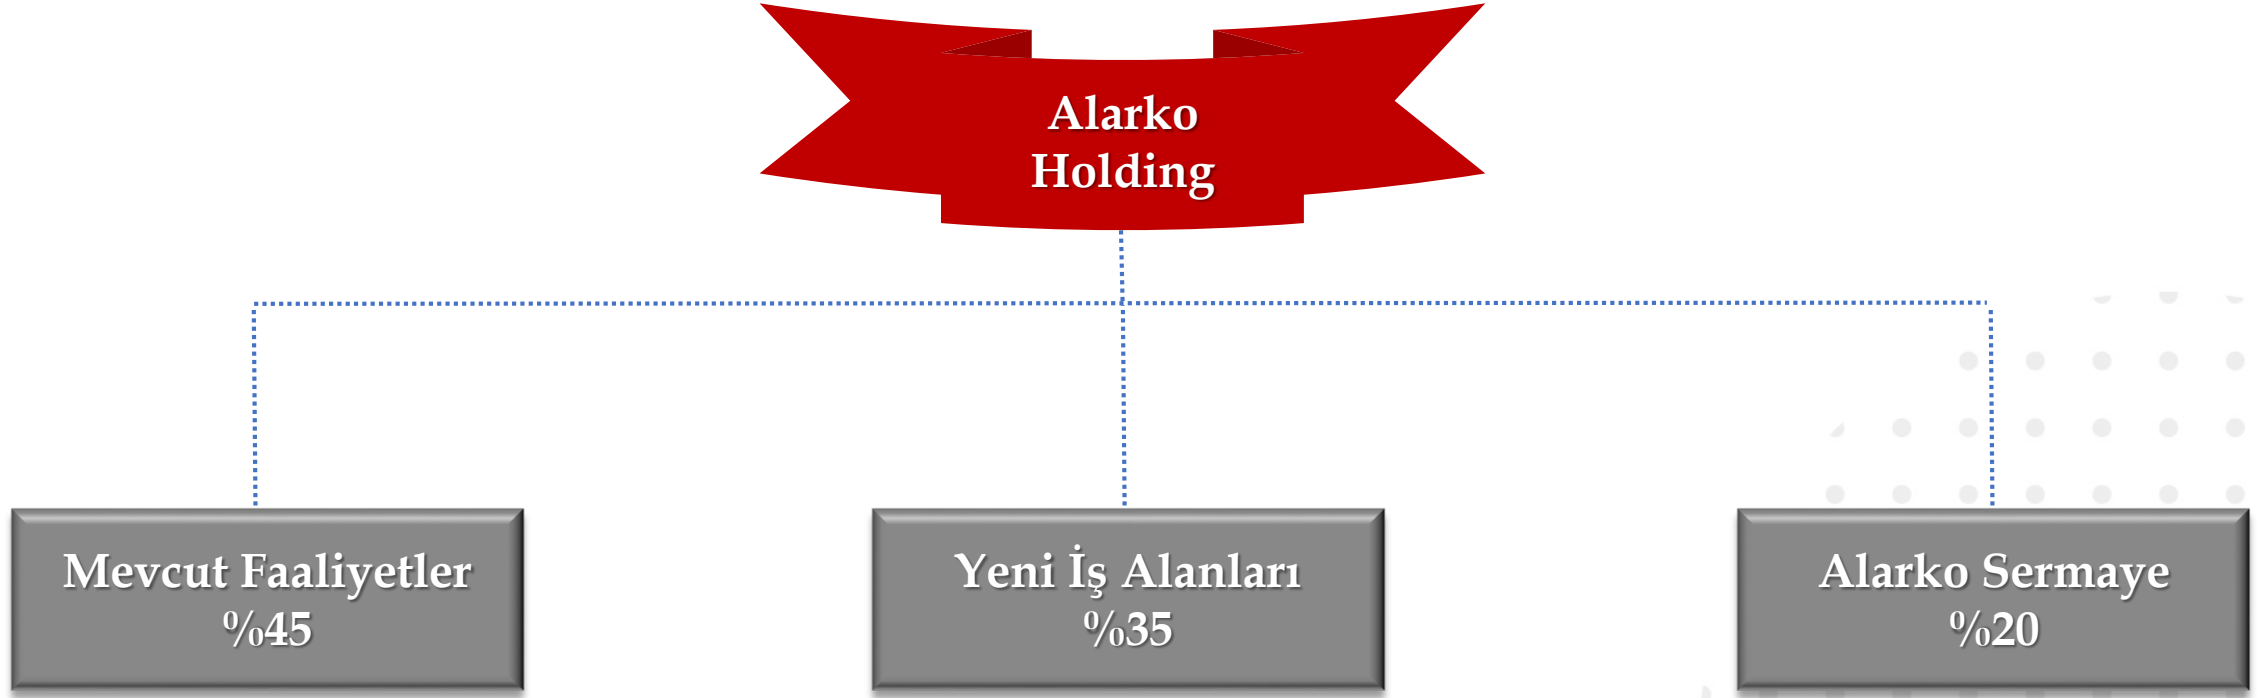 Alarko
Holding
Mevcut Faaliyetler
%45
Yeni İş Alanları
%35
Alarko Sermaye
%20